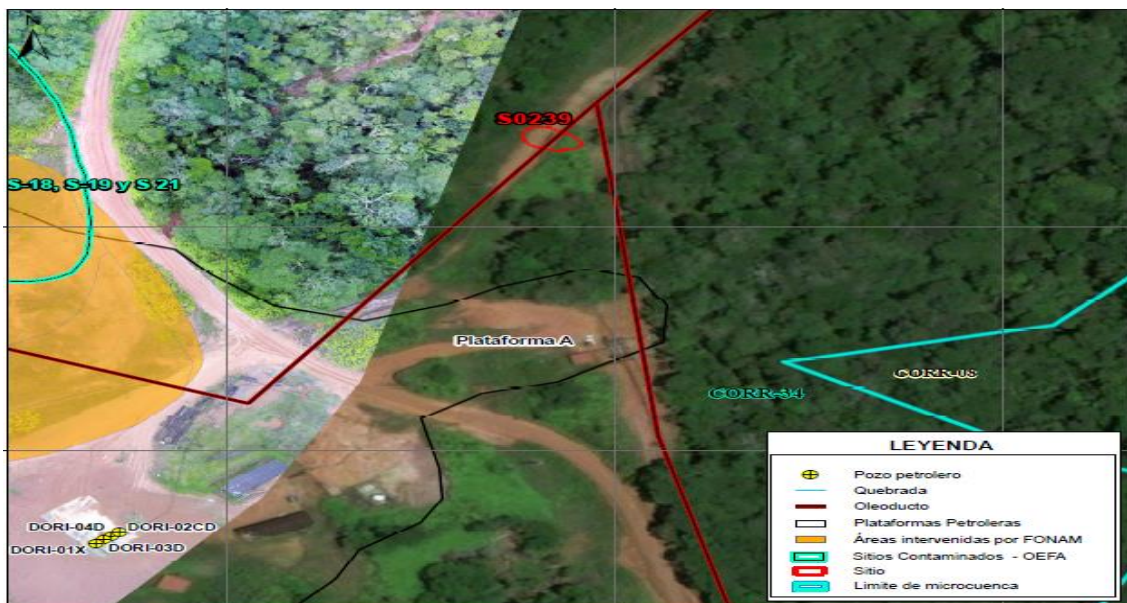 S0239
S-18, S-19 y S 21
Plataforma A
CORR-08
CORR-34
DORI-04D
DORI-02CD
DORI-01X
DORI-03D
LEYENDA
Pozo petrolero
Quebrada
Oleoducto
Plataformas Petroleras
Áreas intervenidas por FONAM
Sitios Contaminados - OEFA
Sitio
Limite de microcuenca